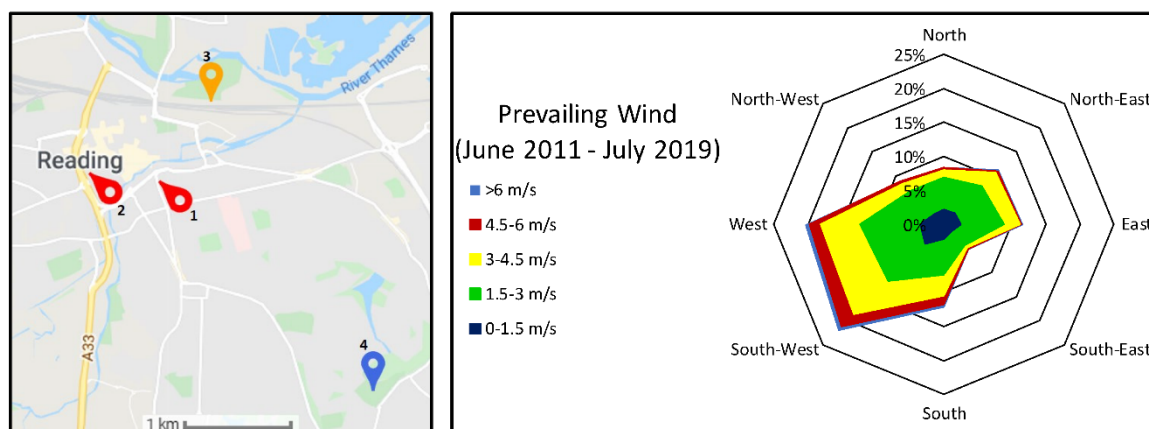 3
River Thames
Reading
2
1
A33
4
1 km
Prevailing Wind
(June 2011 - July 2019)
>6 m/s
4.5-6 m/s
3-4.5 m/s
1.5-3 m/s
0-1.5 m/s
North
25%
20%
15%
10%
5%
0%
North-West
North-East
West
East
South-West
South-East
South